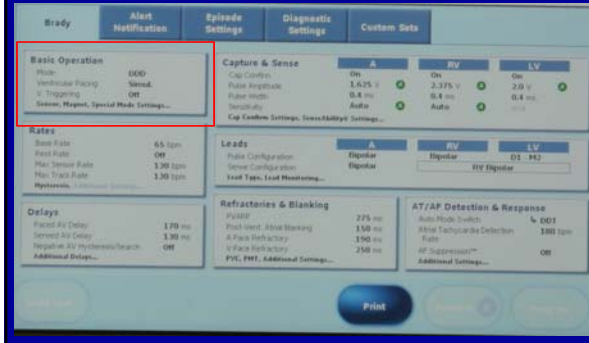 Brady
Alert Notification
Episode Settings
Diagnostic Settings
Custom Sets
Basic Operation
Mode DDD
Ventricular Pacing Simul.
V. Triggering Off
Sensor, Magnet, Special Mode Settings...
Capture & Sense A RV LV
Cap Confirm On On On
Pulse Amplitude 1.625 V 2.375 V 2.0 V
Pulse Width 0.4 ms 0.4 ms 0.4 ms
Sensitivity Auto Auto
Cap Confirm Settings, SenseAbility® Settings...
Rates
Base Rate 65 bpm
Rest Rate Off
Max Sensor Rate 130 bpm
Max Track Rate 130 bpm
Hysteresis, Additional Settings...
Leads A RV LV
Pulse Configuration Bipolar Bipolar D1 - M2
Sense Configuration Bipolar RV Bipolar
Lead Type, Lead Monitoring...
Delays
Paced AV Delay 170 ms
Sensed AV Delay 130 ms
Negative AV Hysteresis/Search Off
Additional Delays...
Refractories & Blanking
PVARP 275 ms
Post-Vent. Atrial Blanking 150 ms
A Pace Refractory 190 ms
V Pace Refractory 250 ms
PVC, PMT, Additional Settings...
AT/AF Detection & Response
Auto Mode Switch DDI
Atrial Tachycardia Detection Rate 180 bpm
AF Suppression™ Off
Additional Settings...
Print